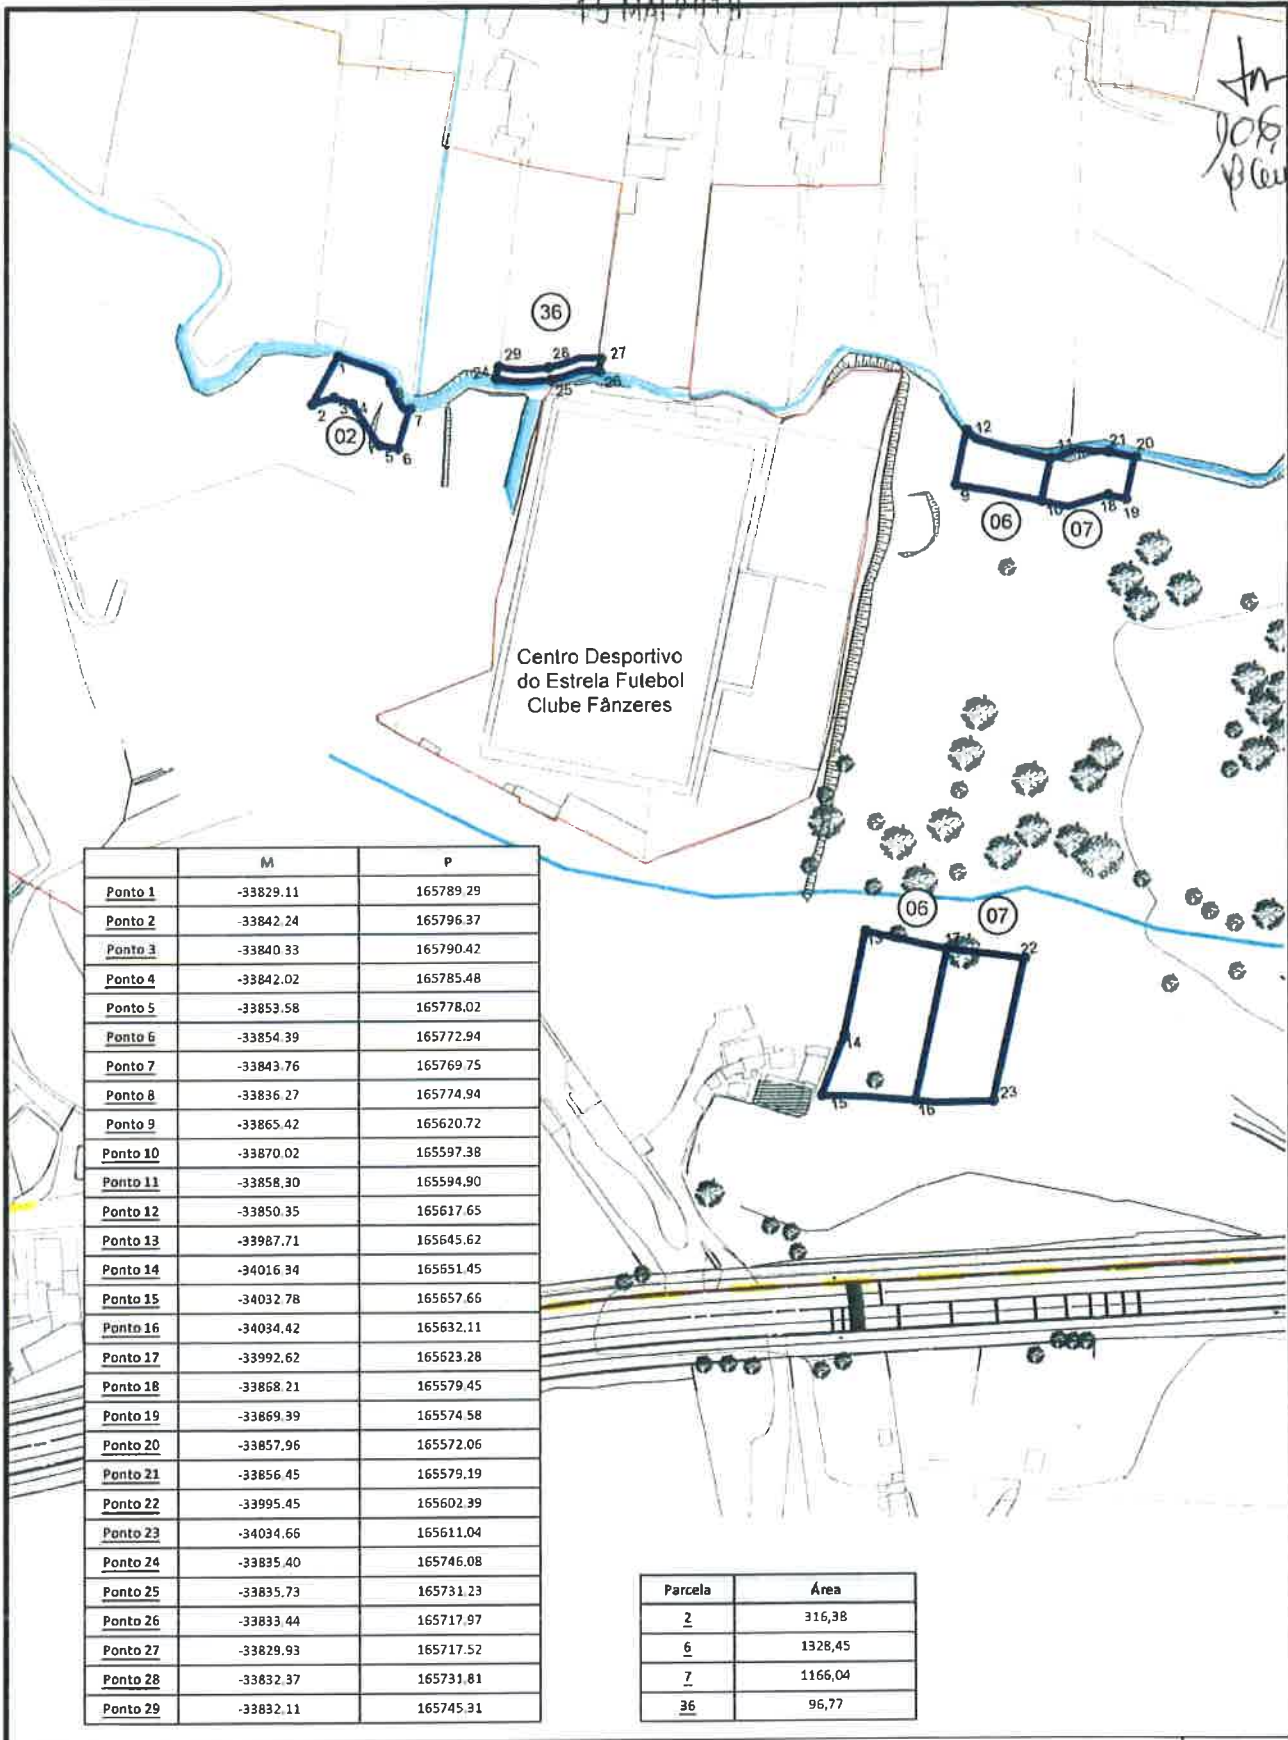 36
29
28
27
24
25
26
1
2
3
4
7
02
5
6
12
11
21
20
9
10
18
19
06
07
Centro Desportivo
do Estrela Futebol
Clube Fânzeres
06
07
13
17
22
14
15
16
23
M P
Ponto 1 -33829.11 165789.29
Ponto 2 -33842.24 165796.37
Ponto 3 -33840.33 165790.42
Ponto 4 -33842.02 165785.48
Ponto 5 -33853.58 165778.02
Ponto 6 -33854.39 165772.94
Ponto 7 -33843.76 165769.75
Ponto 8 -33836.27 165774.94
Ponto 9 -33865.42 165620.72
Ponto 10 -33870.02 165597.38
Ponto 11 -33858.30 165594.90
Ponto 12 -33850.35 165617.65
Ponto 13 -33987.71 165645.62
Ponto 14 -34016.34 165651.45
Ponto 15 -34032.78 165657.66
Ponto 16 -34034.42 165632.11
Ponto 17 -33992.62 165623.28
Ponto 18 -33868.21 165579.45
Ponto 19 -33869.39 165574.58
Ponto 20 -33857.96 165572.06
Ponto 21 -33856.45 165579.19
Ponto 22 -33995.45 165602.39
Ponto 23 -34034.66 165611.04
Ponto 24 -33835.40 165746.08
Ponto 25 -33835.73 165731.23
Ponto 26 -33833.44 165717.97
Ponto 27 -33829.93 165717.52
Ponto 28 -33832.37 165731.81
Ponto 29 -33832.11 165745.31
Parcela Área
2 316,38
6 1328,45
7 1166,04
36 96,77